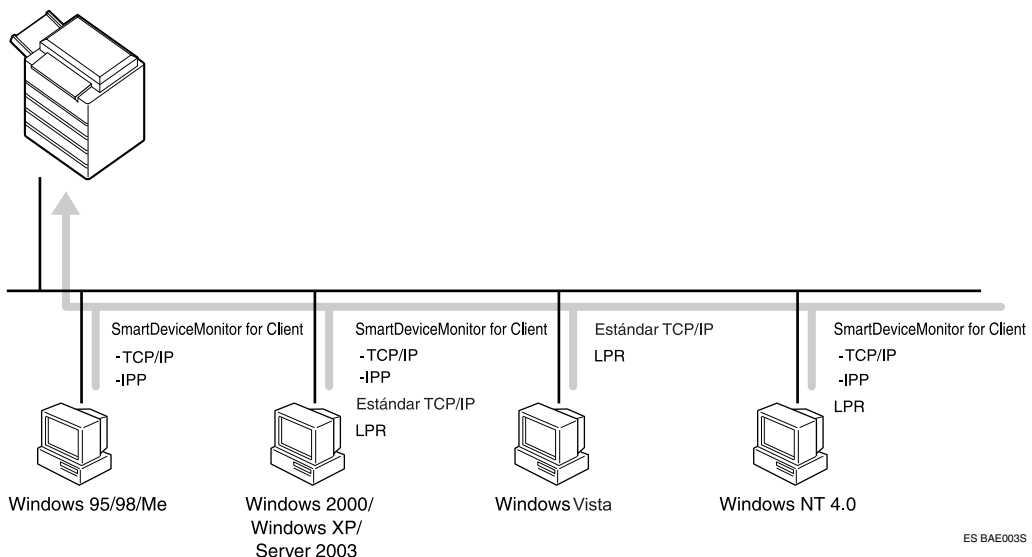 SmartDeviceMonitor for Client
-TCP/IP
-IPP
SmartDeviceMonitor for Client
-TCP/IP
-IPP
Estándar TCP/IP
LPR
Estándar TCP/IP
LPR
SmartDeviceMonitor for Client
-TCP/IP
-IPP
LPR
Windows 95/98/Me
Windows 2000/
Windows XP/
Server 2003
Windows Vista
Windows NT 4.0
ES BAE003S